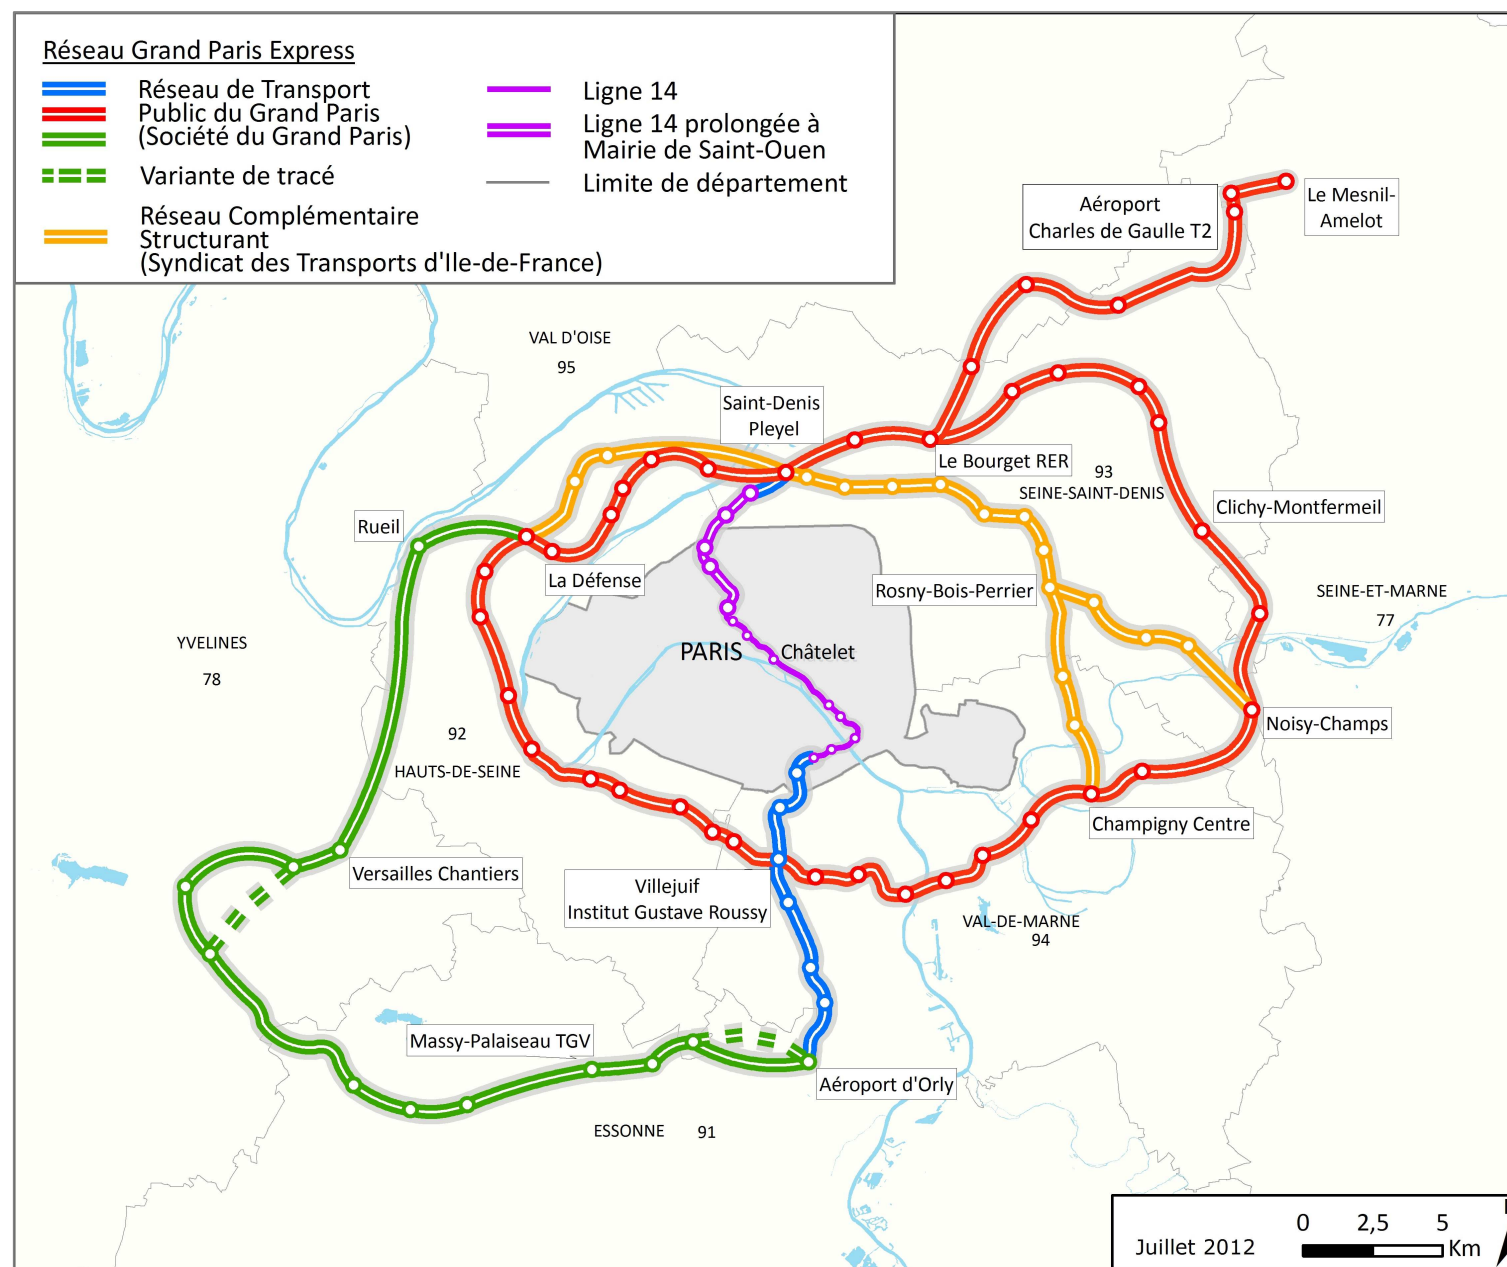 Réseau Grand Paris Express
Réseau de Transport
Public du Grand Paris
(Société du Grand Paris)
Variante de tracé
Réseau Complémentaire
Structurant
(Syndicat des Transports d'Ile-de-France)
Ligne 14
Ligne 14 prolongée à
Mairie de Saint-Ouen
Limite de département
Aéroport
Charles de Gaulle T2
Le Mesnil-
Amelot
VAL D'OISE
95
Saint-Denis
Pleyel
Le Bourget RER
93
SEINE-SAINT-DENIS
Clichy-Montfermeil
Rueil
La Défense
Rosny-Bois-Perrier
SEINE-ET-MARNE
77
YVELINES
78
PARIS
Châtelet
Noisy-Champs
92
HAUTS-DE-SEINE
Champigny Centre
Versailles Chantiers
Villejuif
Institut Gustave Roussy
VAL-DE-MARNE
94
Massy-Palaiseau TGV
Aéroport d'Orly
ESSONNE 91
Juillet 2012
0 2,5 5
Km